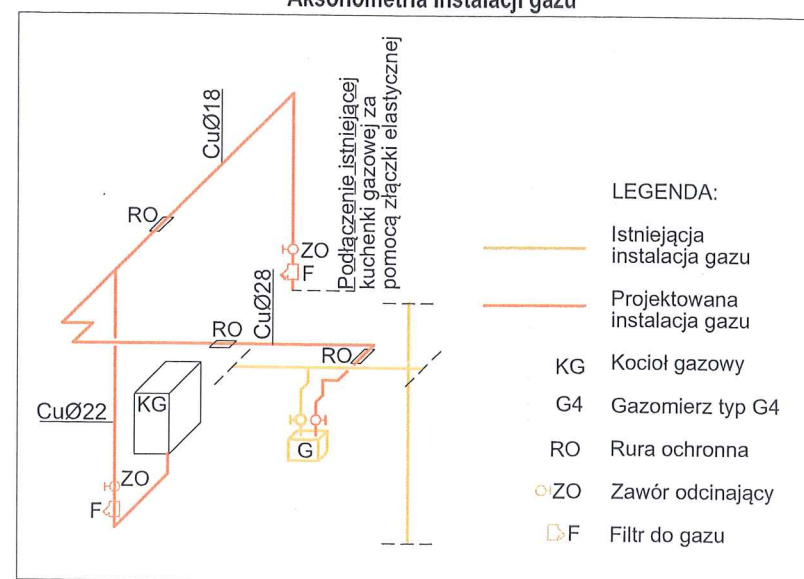 Aksonometria instalacji gazu
CuØ18
Podłączenie istniejącej
kuchenki gazowej za
pomocą złączki elastycznej
RO
ZO
F
CuØ28
RO
RO
KG
CuØ22
G
ZO
F
LEGENDA:
Istniejącja
instalacja gazu
Projektowana
instalacja gazu
KG Kocioł gazowy
G4 Gazomierz typ G4
RO Rura ochronna
ZO Zawór odcinający
F Filtr do gazu